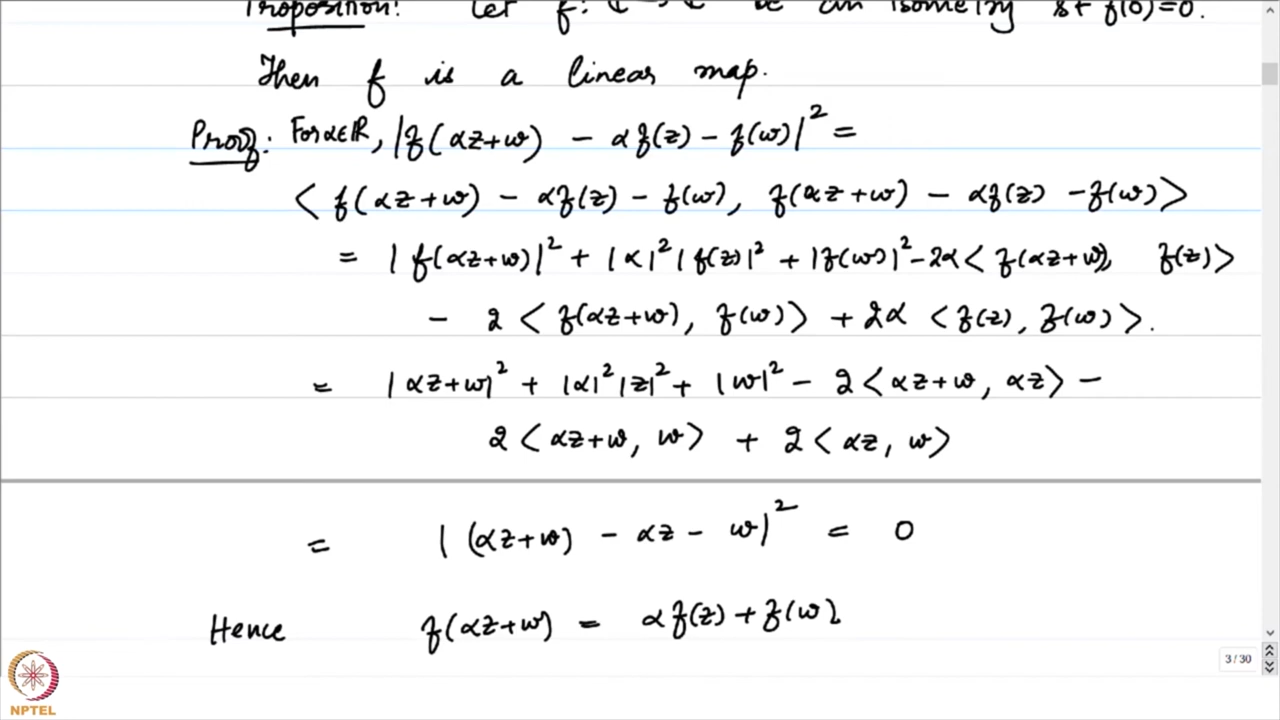 Proposition: Let f: ℂ → ℂ be an isometry st f(0)=0.
Then f is a linear map.
Proof: For α∈ℝ, |f(αz+w) - αf(z) - f(w)|² =
< f(αz+w) - αf(z) - f(w), f(αz+w) - αf(z) - f(w) >
= |f(αz+w)|² + |α|²|f(z)|² + |f(w)|² - 2α< f(αz+w), f(z) >
- 2 < f(αz+w), f(w) > + 2α < f(z), f(w) >.
= |αz+w|² + |α|²|z|² + |w|² - 2 < αz+w, αz > -
2 < αz+w, w > + 2 < αz, w >
= |(αz+w) - αz - w|² = 0
Hence f(αz+w) = αf(z) + f(w).
3 / 30
NPTEL